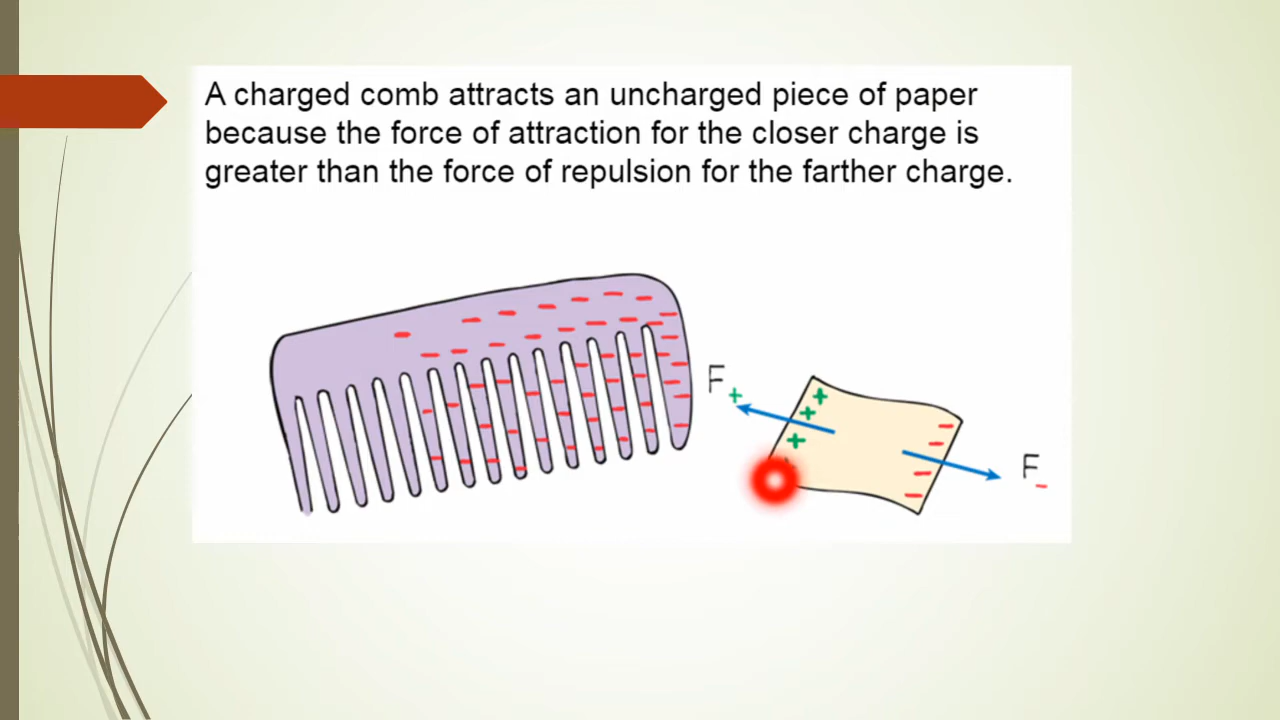 A charged comb attracts an uncharged piece of paper
because the force of attraction for the closer charge is
greater than the force of repulsion for the farther charge.
F+
F-